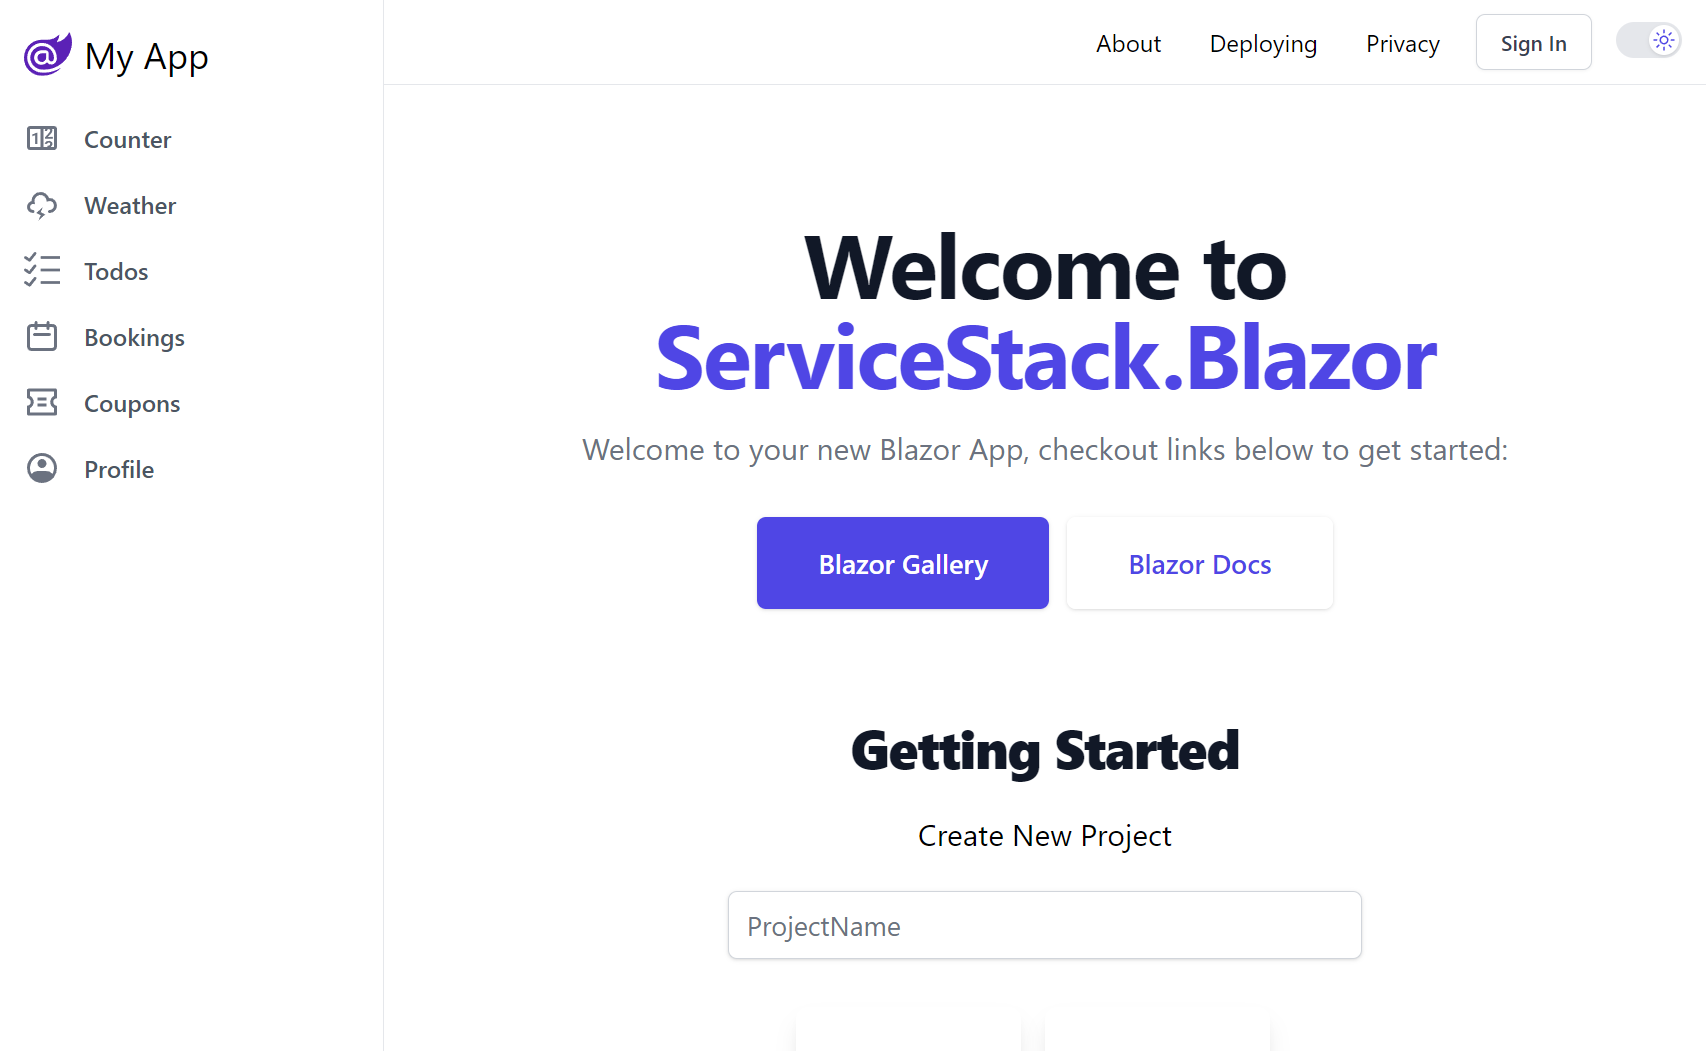 My App
Counter
Weather
Todos
Bookings
Coupons
Profile
About Deploying Privacy Sign In
Welcome to
ServiceStack.Blazor
Welcome to your new Blazor App, checkout links below to get started:
Blazor Gallery Blazor Docs
Getting Started
Create New Project
ProjectName